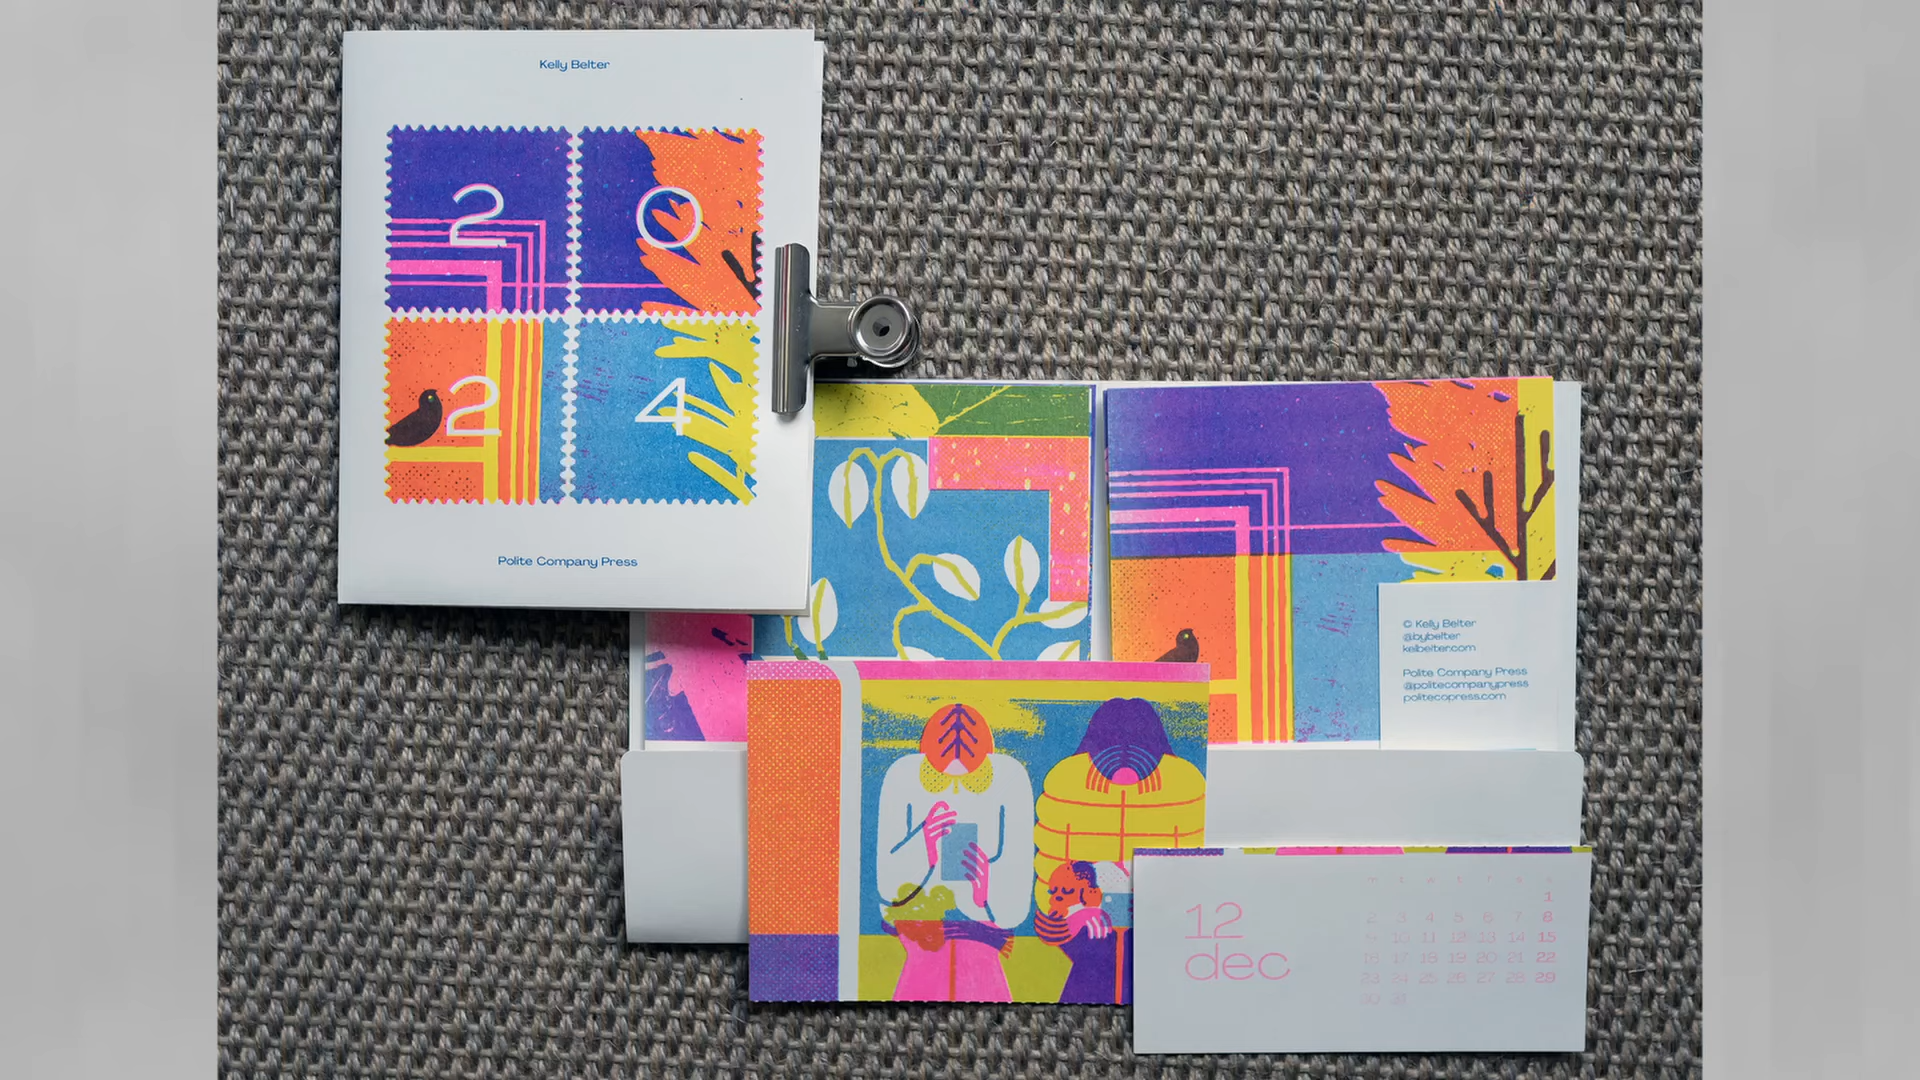 Kelly Belter
2 0
2 4
Polite Company Press
© Kelly Belter
@bybelter
kelbelter.com
Polite Company Press
@politecompanypress
politecopress.com
12
dec
m t w t f s s
1
2 3 4 5 6 7 8
9 10 11 12 13 14 15
16 17 18 19 20 21 22
23 24 25 26 27 28 29
30 31